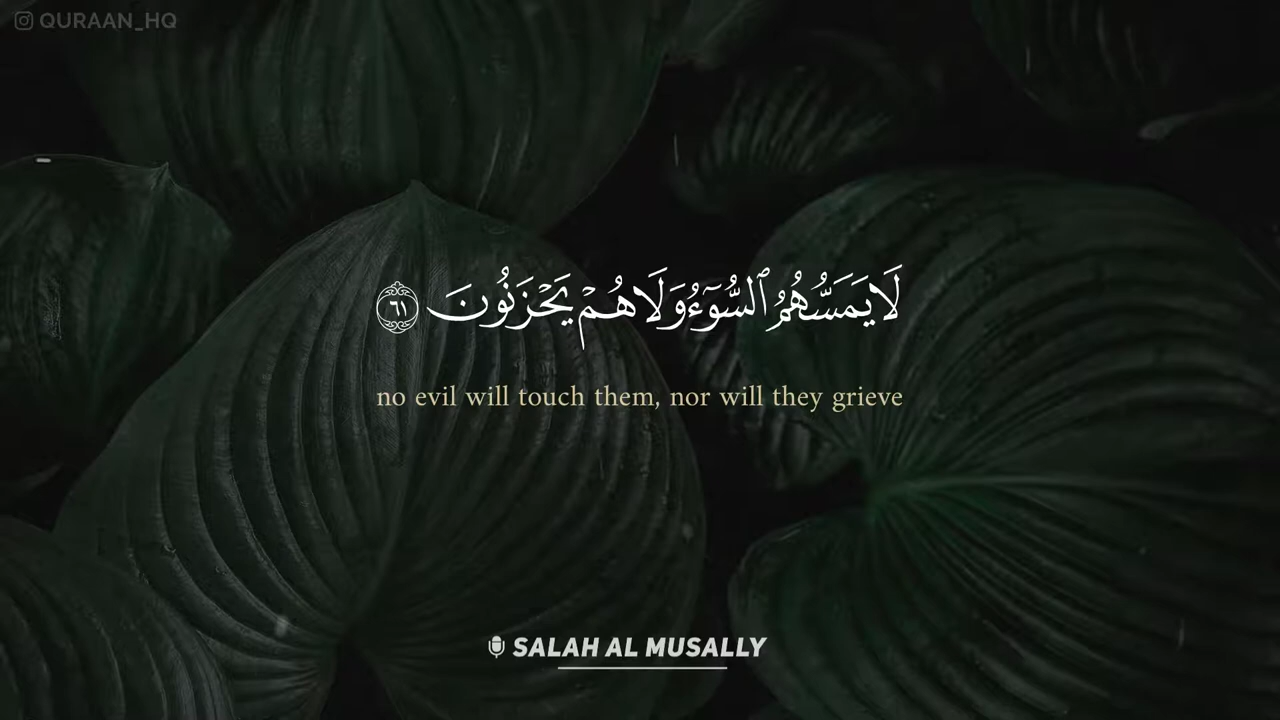 QURAAN_HQ
لَا يَمَسُّهُمُ ٱلسُّوٓءُ وَلَا هُمۡ يَحۡزَنُونَ ٦١
no evil will touch them, nor will they grieve
SALAH AL MUSALLY